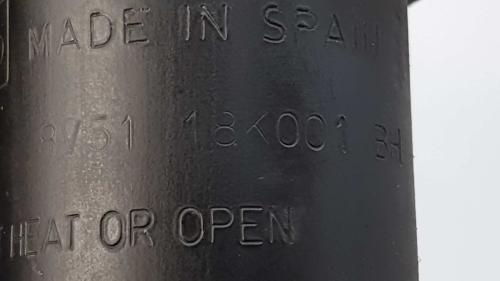 MADE IN SPAIN
8V51 18K001 BH
HEAT OR OPEN